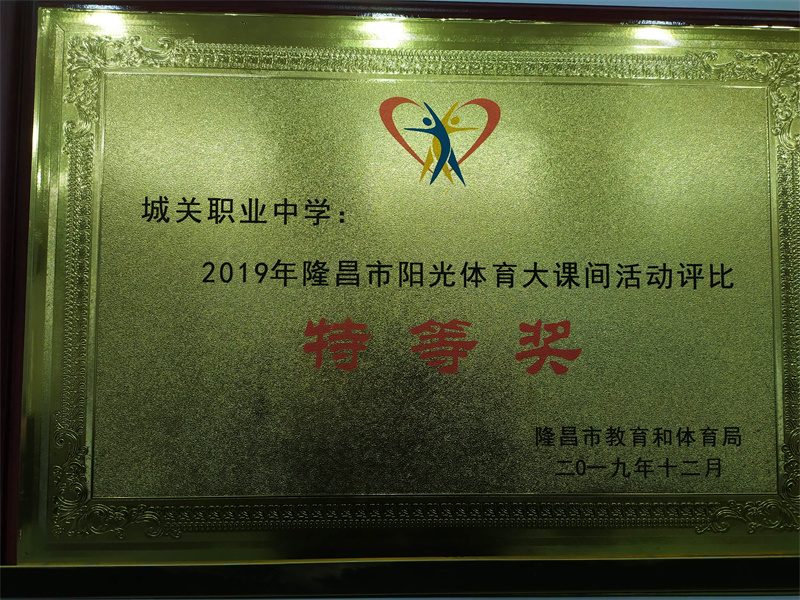 城关职业中学：
2019年隆昌市阳光体育大课间活动评比
特等奖
隆昌市教育和体育局
二0一九年十二月